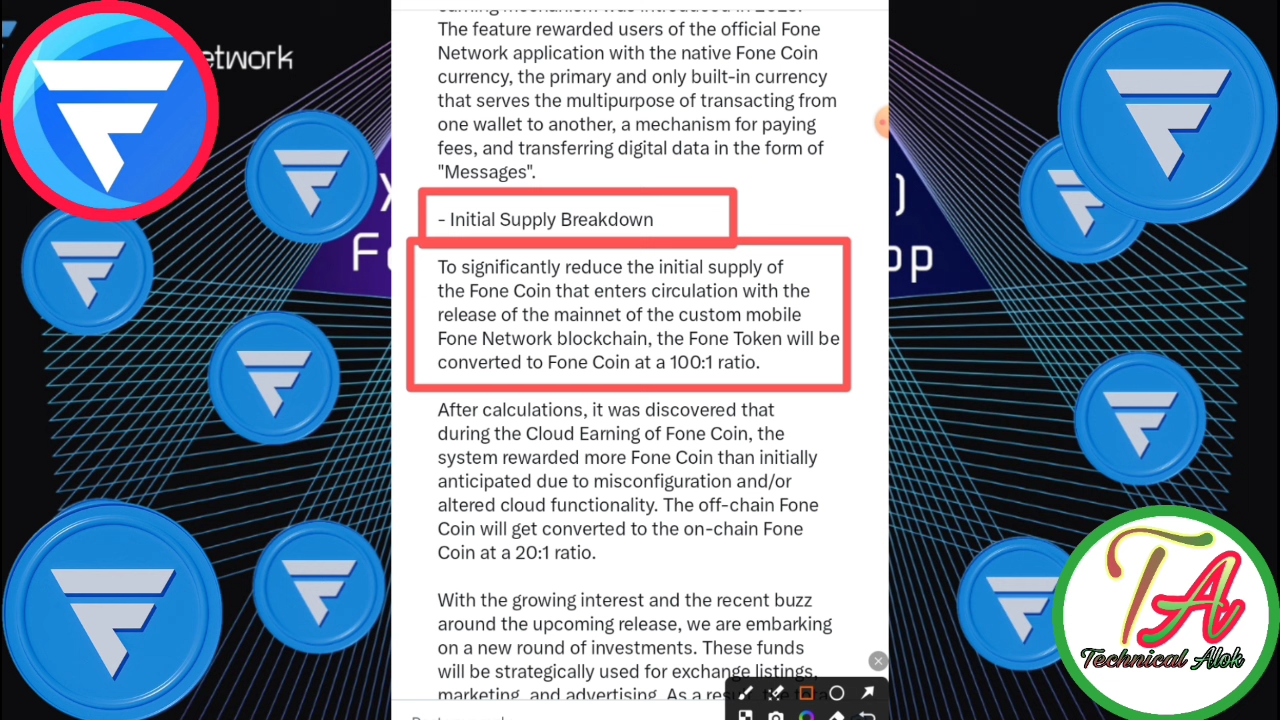 etwork
The feature rewarded users of the official Fone
Network application with the native Fone Coin
currency, the primary and only built-in currency
that serves the multipurpose of transacting from
one wallet to another, a mechanism for paying
fees, and transferring digital data in the form of
"Messages".
- Initial Supply Breakdown
To significantly reduce the initial supply of
the Fone Coin that enters circulation with the
release of the mainnet of the custom mobile
Fone Network blockchain, the Fone Token will be
converted to Fone Coin at a 100:1 ratio.
After calculations, it was discovered that
during the Cloud Earning of Fone Coin, the
system rewarded more Fone Coin than initially
anticipated due to misconfiguration and/or
altered cloud functionality. The off-chain Fone
Coin will get converted to the on-chain Fone
Coin at a 20:1 ratio.
With the growing interest and the recent buzz
around the upcoming release, we are embarking
on a new round of investments. These funds
will be strategically used for exchange listings,
marketing, and advertising. As a result, the
TA
Technical Alok